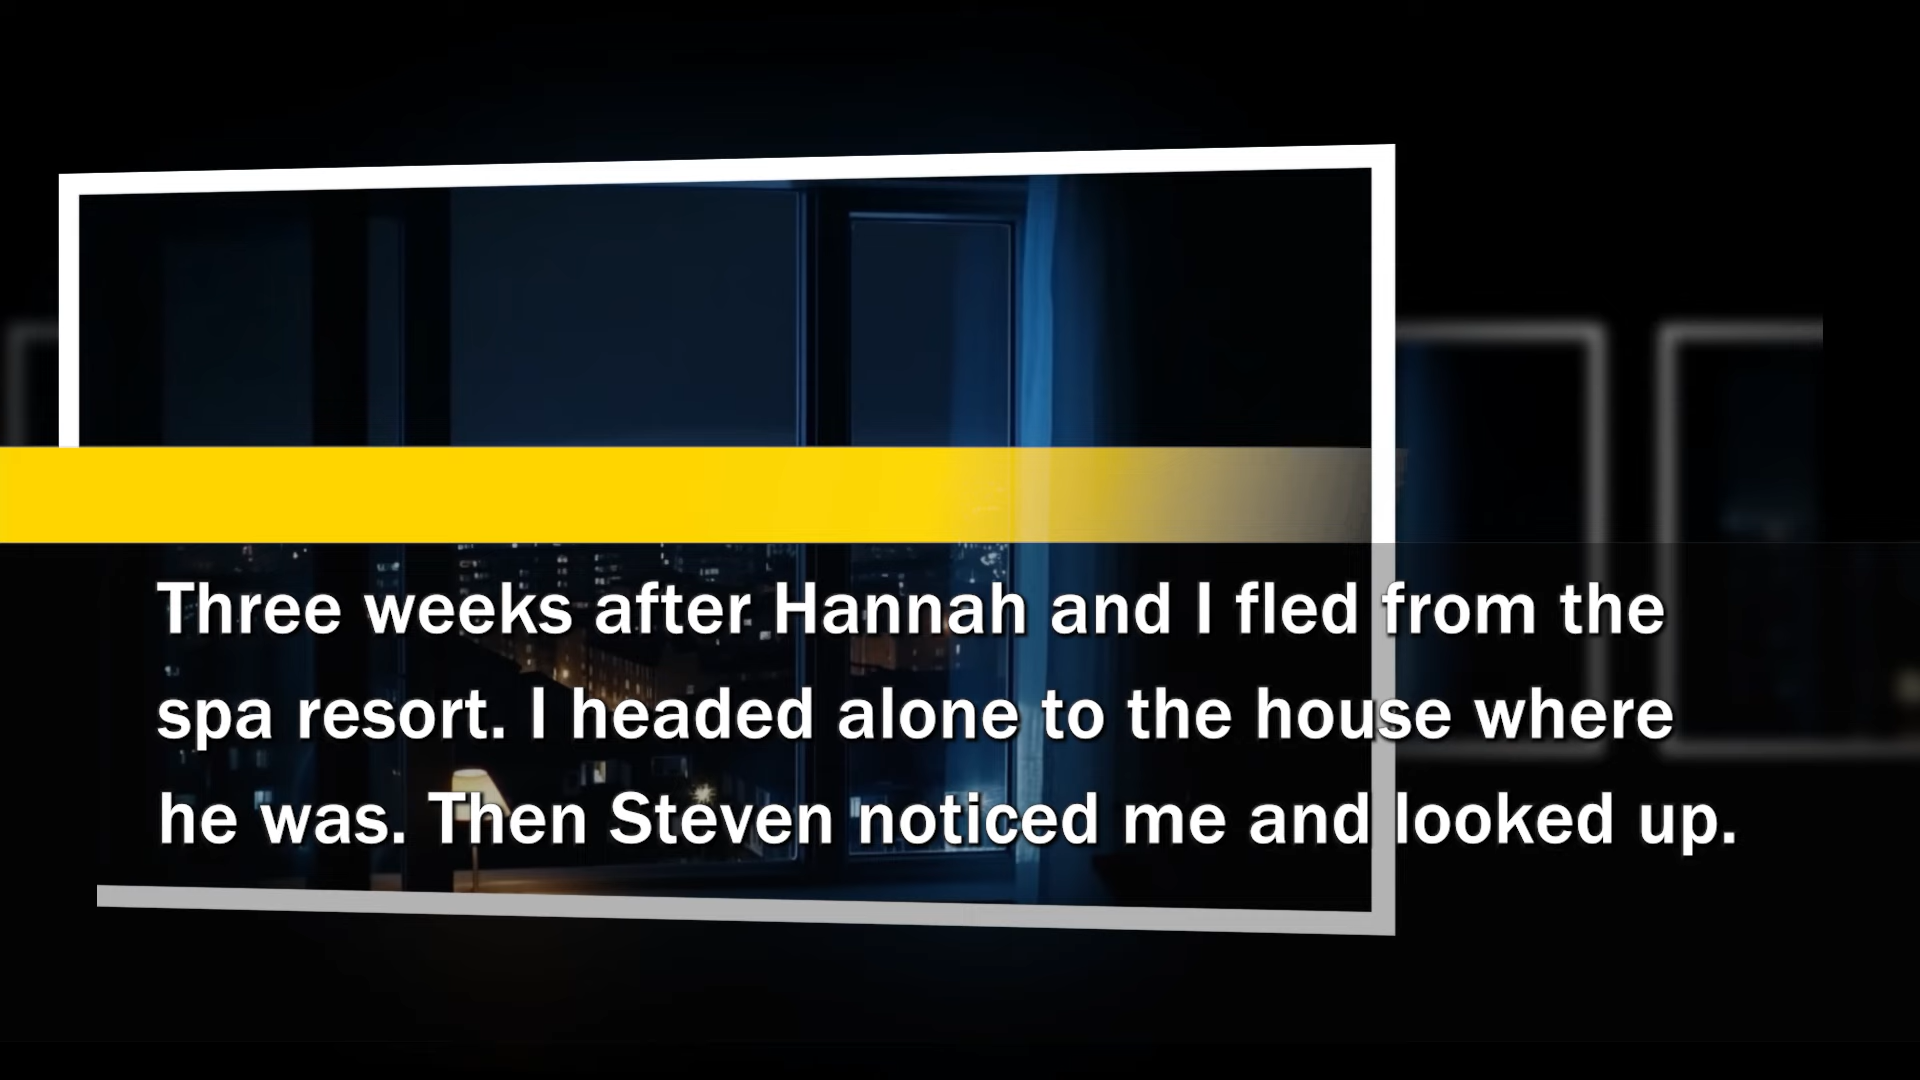 Three weeks after Hannah and I fled from the
spa resort. I headed alone to the house where
he was. Then Steven noticed me and looked up.